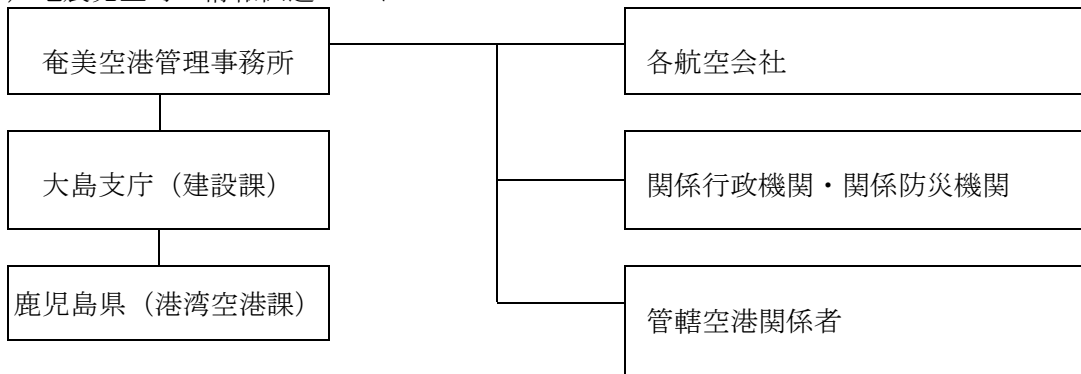 奄美空港管理事務所
各航空会社
大島支庁（建設課）
関係行政機関・関係防災機関
鹿児島県（港湾空港課）
管轄空港関係者